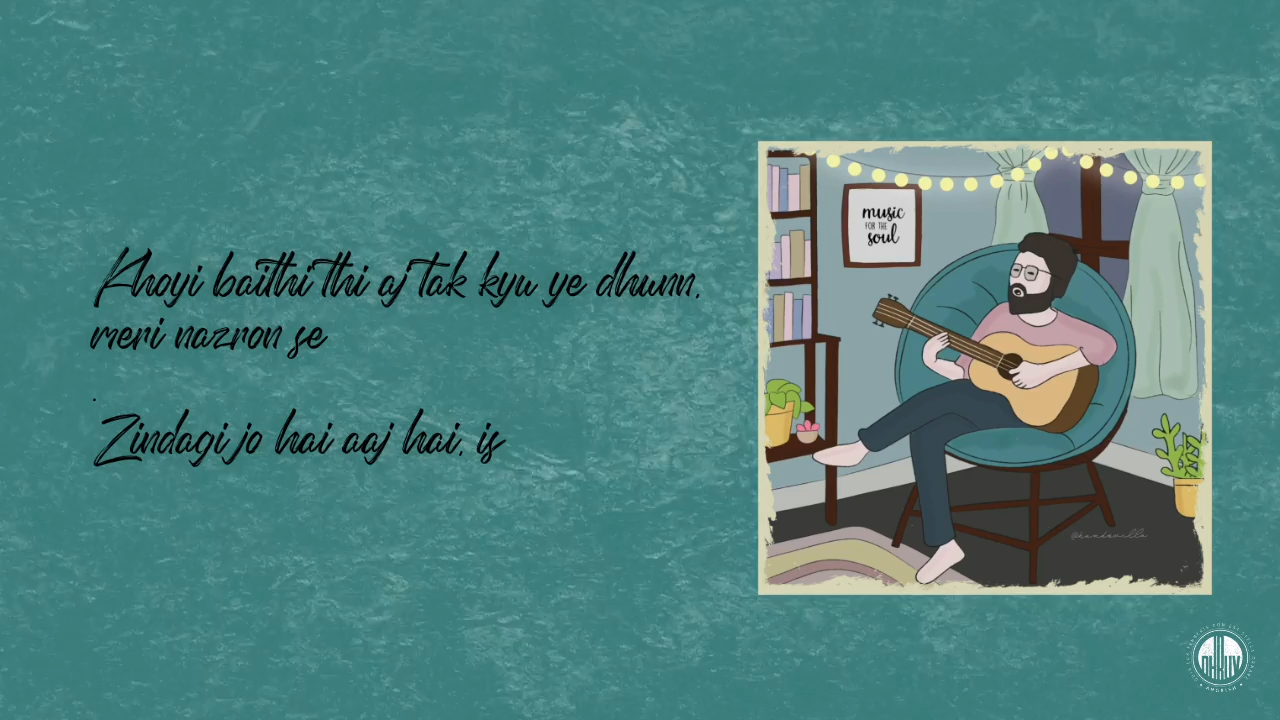 Khoyi baithi thi aj tak kyu ye dhunn,
meri nazron se
.
Zindagi jo hai aaj hai, is
music
FOR THE
soul